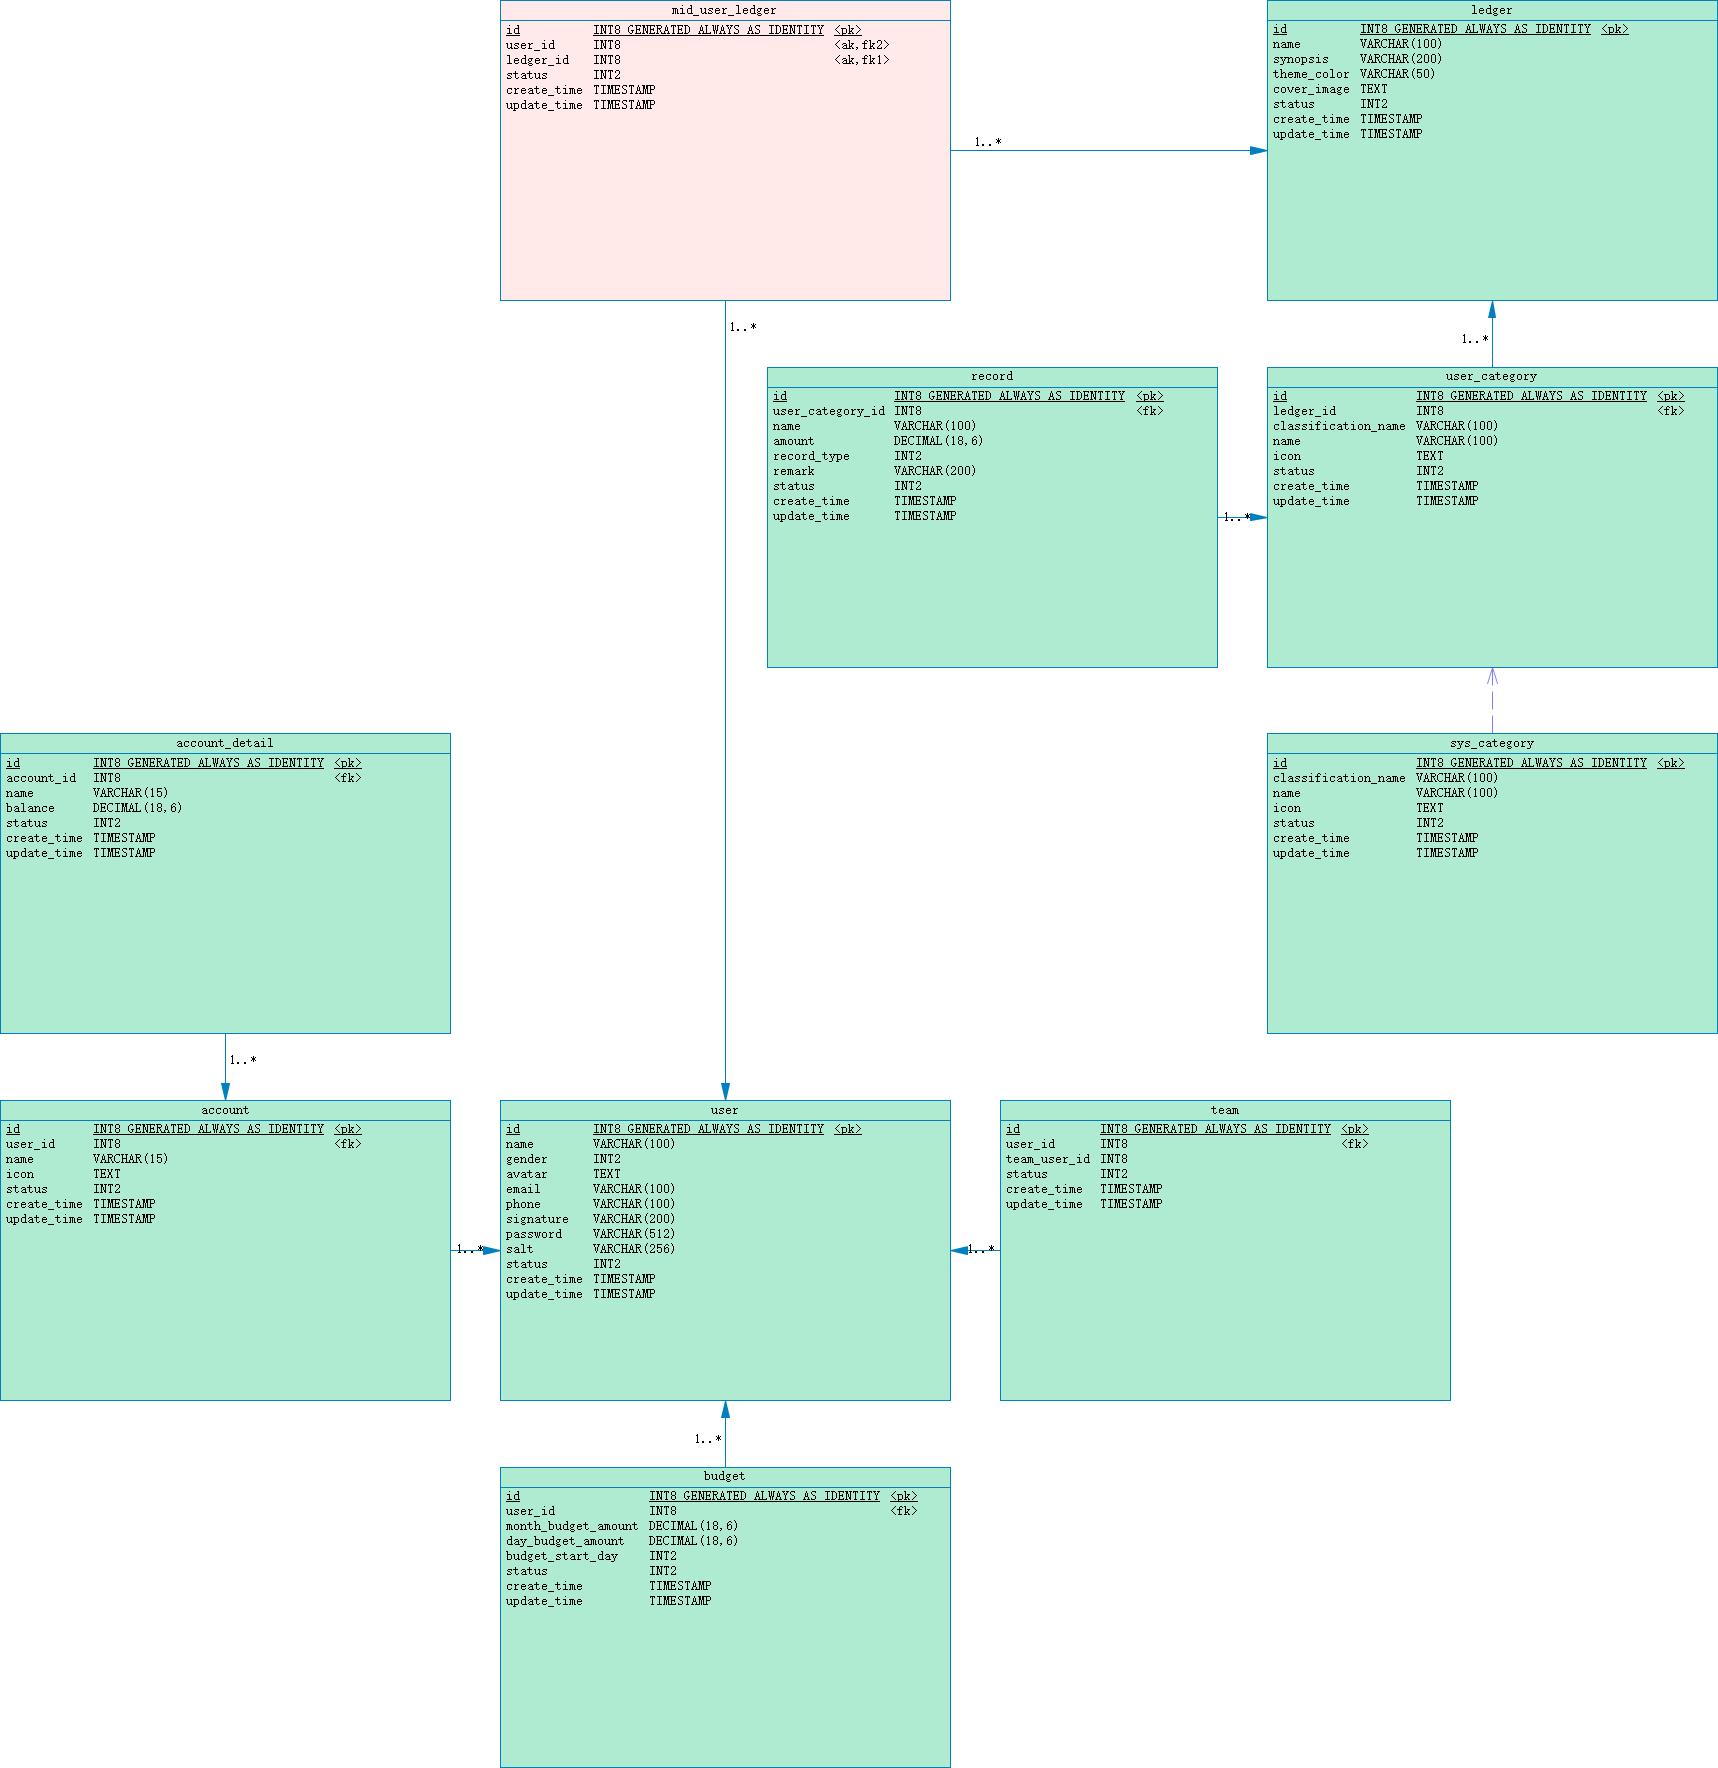 mid_user_ledger
id INT8 GENERATED ALWAYS AS IDENTITY <pk>
user_id INT8 <ak,fk2>
ledger_id INT8 <ak,fk1>
status INT2
create_time TIMESTAMP
update_time TIMESTAMP
ledger
id INT8 GENERATED ALWAYS AS IDENTITY <pk>
name VARCHAR(100)
synopsis VARCHAR(200)
theme_color VARCHAR(50)
cover_image TEXT
status INT2
create_time TIMESTAMP
update_time TIMESTAMP
1..*
1..*
1..*
record
id INT8 GENERATED ALWAYS AS IDENTITY <pk>
user_category_id INT8 <fk>
name VARCHAR(100)
amount DECIMAL(18,6)
record_type INT2
remark VARCHAR(200)
status INT2
create_time TIMESTAMP
update_time TIMESTAMP
1..*
user_category
id INT8 GENERATED ALWAYS AS IDENTITY <pk>
ledger_id INT8 <fk>
classification_name VARCHAR(100)
name VARCHAR(100)
icon TEXT
status INT2
create_time TIMESTAMP
update_time TIMESTAMP
account_detail
id INT8 GENERATED ALWAYS AS IDENTITY <pk>
account_id INT8 <fk>
name VARCHAR(15)
balance DECIMAL(18,6)
status INT2
create_time TIMESTAMP
update_time TIMESTAMP
sys_category
id INT8 GENERATED ALWAYS AS IDENTITY <pk>
classification_name VARCHAR(100)
name VARCHAR(100)
icon TEXT
status INT2
create_time TIMESTAMP
update_time TIMESTAMP
1..*
account
id INT8 GENERATED ALWAYS AS IDENTITY <pk>
user_id INT8 <fk>
name VARCHAR(15)
icon TEXT
status INT2
create_time TIMESTAMP
update_time TIMESTAMP
1..*
user
id INT8 GENERATED ALWAYS AS IDENTITY <pk>
name VARCHAR(100)
gender INT2
avatar TEXT
email VARCHAR(100)
phone VARCHAR(100)
signature VARCHAR(200)
password VARCHAR(512)
salt VARCHAR(256)
status INT2
create_time TIMESTAMP
update_time TIMESTAMP
1..*
team
id INT8 GENERATED ALWAYS AS IDENTITY <pk>
user_id INT8 <fk>
team_user_id INT8
status INT2
create_time TIMESTAMP
update_time TIMESTAMP
1..*
budget
id INT8 GENERATED ALWAYS AS IDENTITY <pk>
user_id INT8 <fk>
month_budget_amount DECIMAL(18,6)
day_budget_amount DECIMAL(18,6)
budget_start_day INT2
status INT2
create_time TIMESTAMP
update_time TIMESTAMP